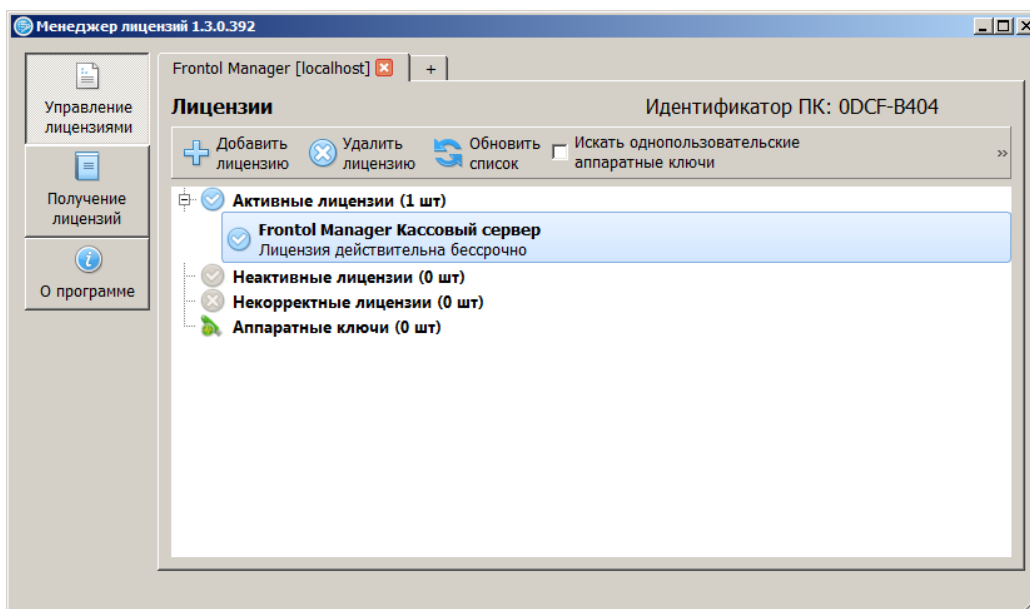 Менеджер лицензий 1.3.0.392
Frontol Manager [localhost]
+
Управление
лицензиями
Получение
лицензий
О программе
Лицензии
Идентификатор ПК: 0DCF-B404
Добавить
лицензию
Удалить
лицензию
Обновить
список
Искать однопользовательские
аппаратные ключи
»
Активные лицензии (1 шт)
Frontol Manager Кассовый сервер
Лицензия действительна бессрочно
Неактивные лицензии (0 шт)
Некорректные лицензии (0 шт)
Аппаратные ключи (0 шт)